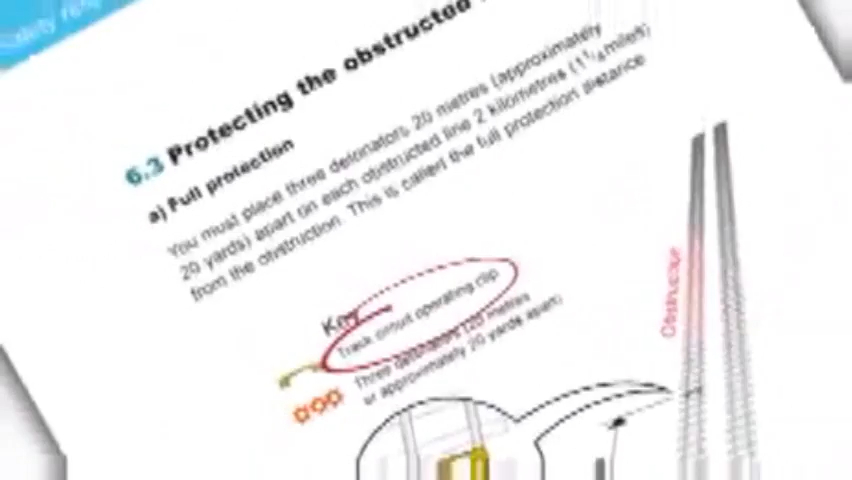 6.3 Protecting the obstructed
a) Full protection
You must place three detonators 20 metres (approximately
20 yards) apart on each obstructed line 2 kilometres (1 1/4 miles)
from the obstruction. This is called the full protection distance
Key
Track circuit operating clip
Three detonators (20 metres
or approximately 20 yards apart)
Obstruction